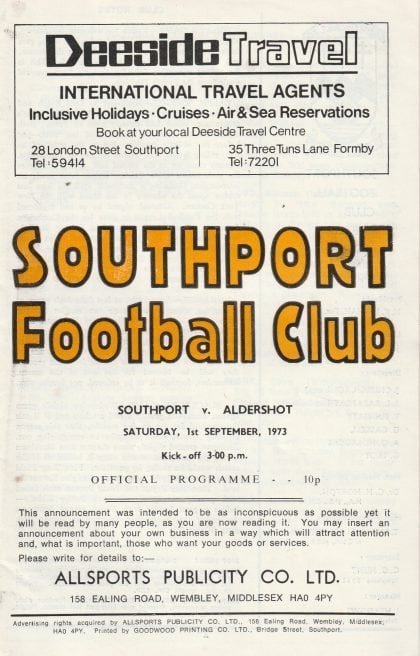 Deeside Travel
INTERNATIONAL TRAVEL AGENTS
Inclusive Holidays · Cruises · Air & Sea Reservations
Book at your local Deeside Travel Centre
28 London Street Southport
Tel: 59414
35 Three Tuns Lane Formby
Tel: 72201
SOUTHPORT
Football Club
SOUTHPORT v. ALDERSHOT
SATURDAY, 1st SEPTEMBER, 1973
Kick-off 3-00 p.m.
OFFICIAL PROGRAMME - - 10p
This announcement was intended to be as inconspicuous as possible yet it
will be read by many people, as you are now reading it. You may insert an
announcement about your own business in a way which will attract attention
and, what is important, those who want your goods or services.
Please write for details to:—
ALLSPORTS PUBLICITY CO. LTD.
158 EALING ROAD, WEMBLEY, MIDDLESEX HA0 4PY
Advertising rights acquired by ALLSPORTS PUBLICITY CO. LTD., 158 Ealing Road, Wembley, Middlesex,
HA0 4PY. Printed by GOODWOOD PRINTING CO. LTD., Bridge Street, Southport.